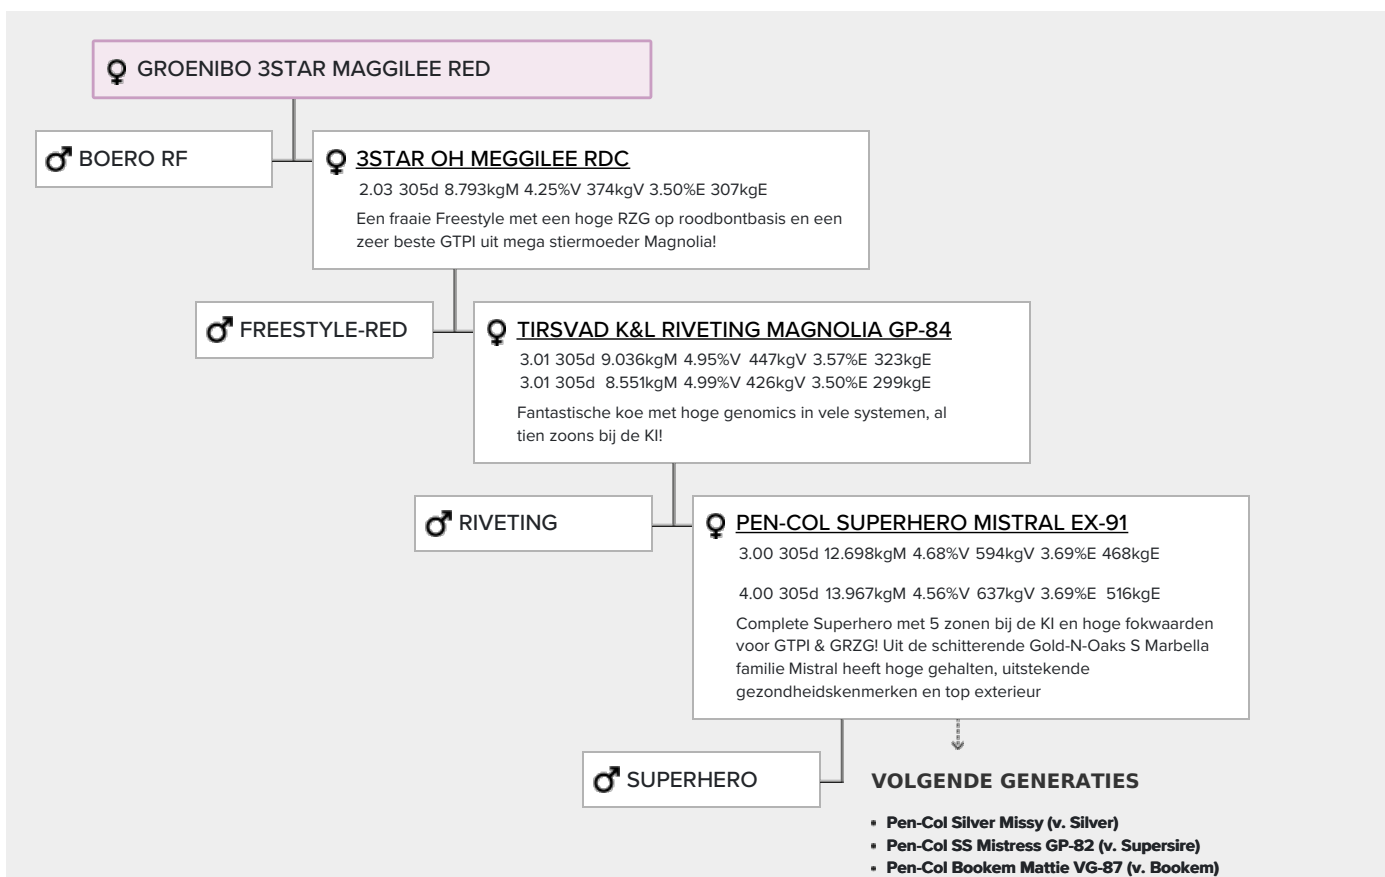 GROENIBO 3STAR MAGGILEE RED
BOERO RF
3STAR OH MEGGILEE RDC
2.03 305d 8.793kgM 4.25%V 374kgV 3.50%E 307kgE
Een fraaie Freestyle met een hoge RZG op roodbontbasis en een
zeer beste GTPI uit mega stiermoeder Magnolia!
FREESTYLE-RED
TIRSVAD K&L RIVETING MAGNOLIA GP-84
3.01 305d 9.036kgM 4.95%V 447kgV 3.57%E 323kgE
3.01 305d 8.551kgM 4.99%V 426kgV 3.50%E 299kgE
Fantastische koe met hoge genomics in vele systemen, al
tien zoons bij de KI!
RIVETING
PEN-COL SUPERHERO MISTRAL EX-91
3.00 305d 12.698kgM 4.68%V 594kgV 3.69%E 468kgE
4.00 305d 13.967kgM 4.56%V 637kgV 3.69%E 516kgE
Complete Superhero met 5 zonen bij de KI en hoge fokwaarden
voor GTPI & GRZG! Uit de schitterende Gold-N-Oaks S Marbella
familie Mistral heeft hoge gehalten, uitstekende
gezondheidskenmerken en top exterieur
SUPERHERO
VOLGENDE GENERATIES
• Pen-Col Silver Missy (v. Silver)
• Pen-Col SS Mistress GP-82 (v. Supersire)
• Pen-Col Bookem Mattie VG-87 (v. Bookem)